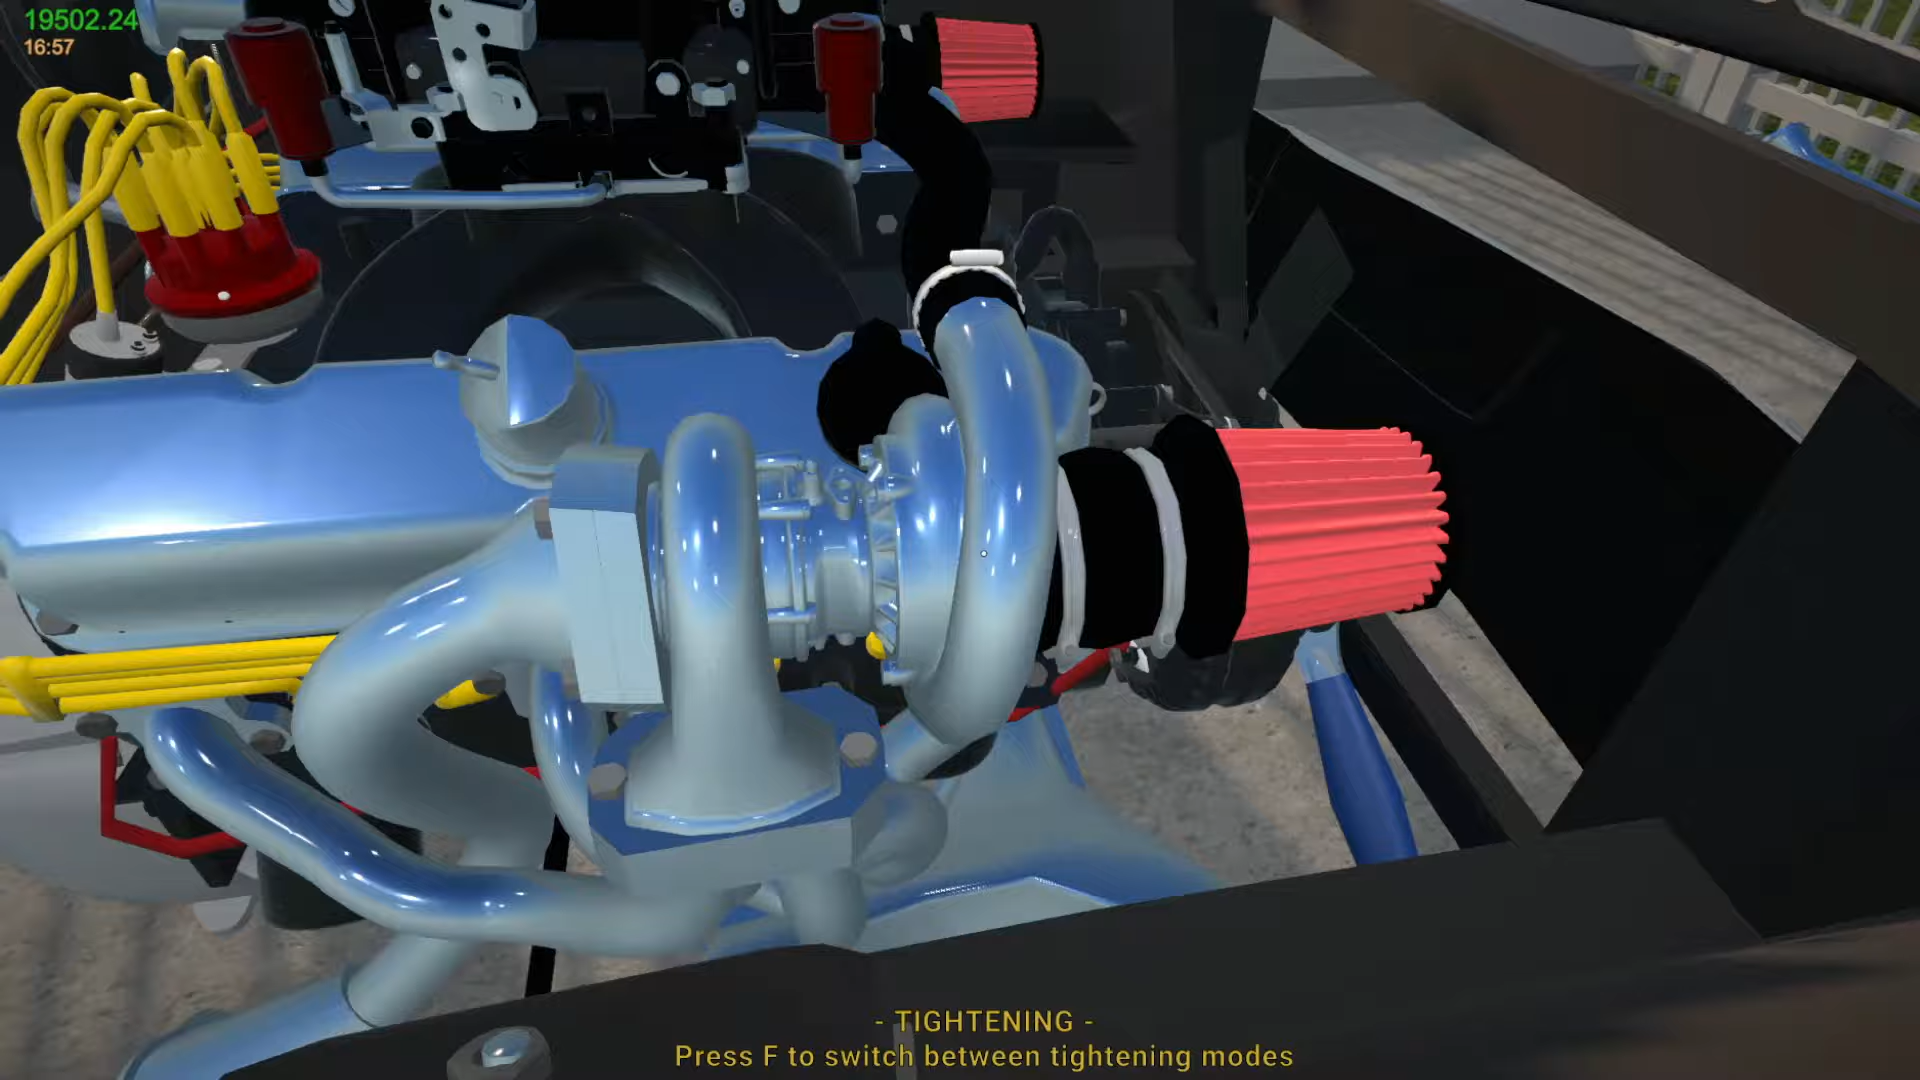 19502.24
16:57
- TIGHTENING -
Press F to switch between tightening modes